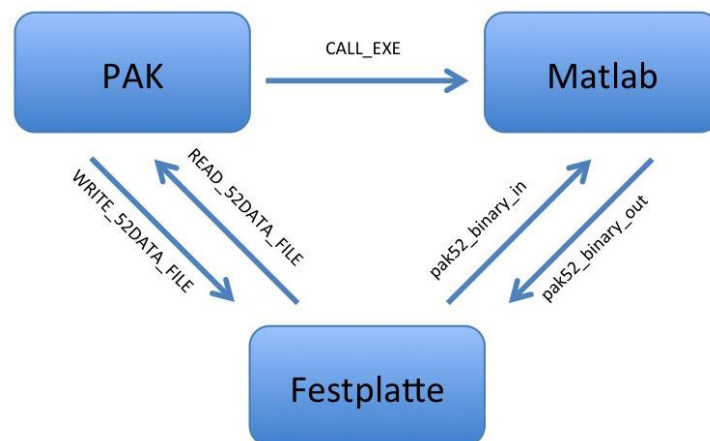 CALL_EXE
PAK
Matlab
WRITE_52DATA_FILE
READ_52DATA_FILE
pak52_binary_in
pak52_binary_out
Festplatte